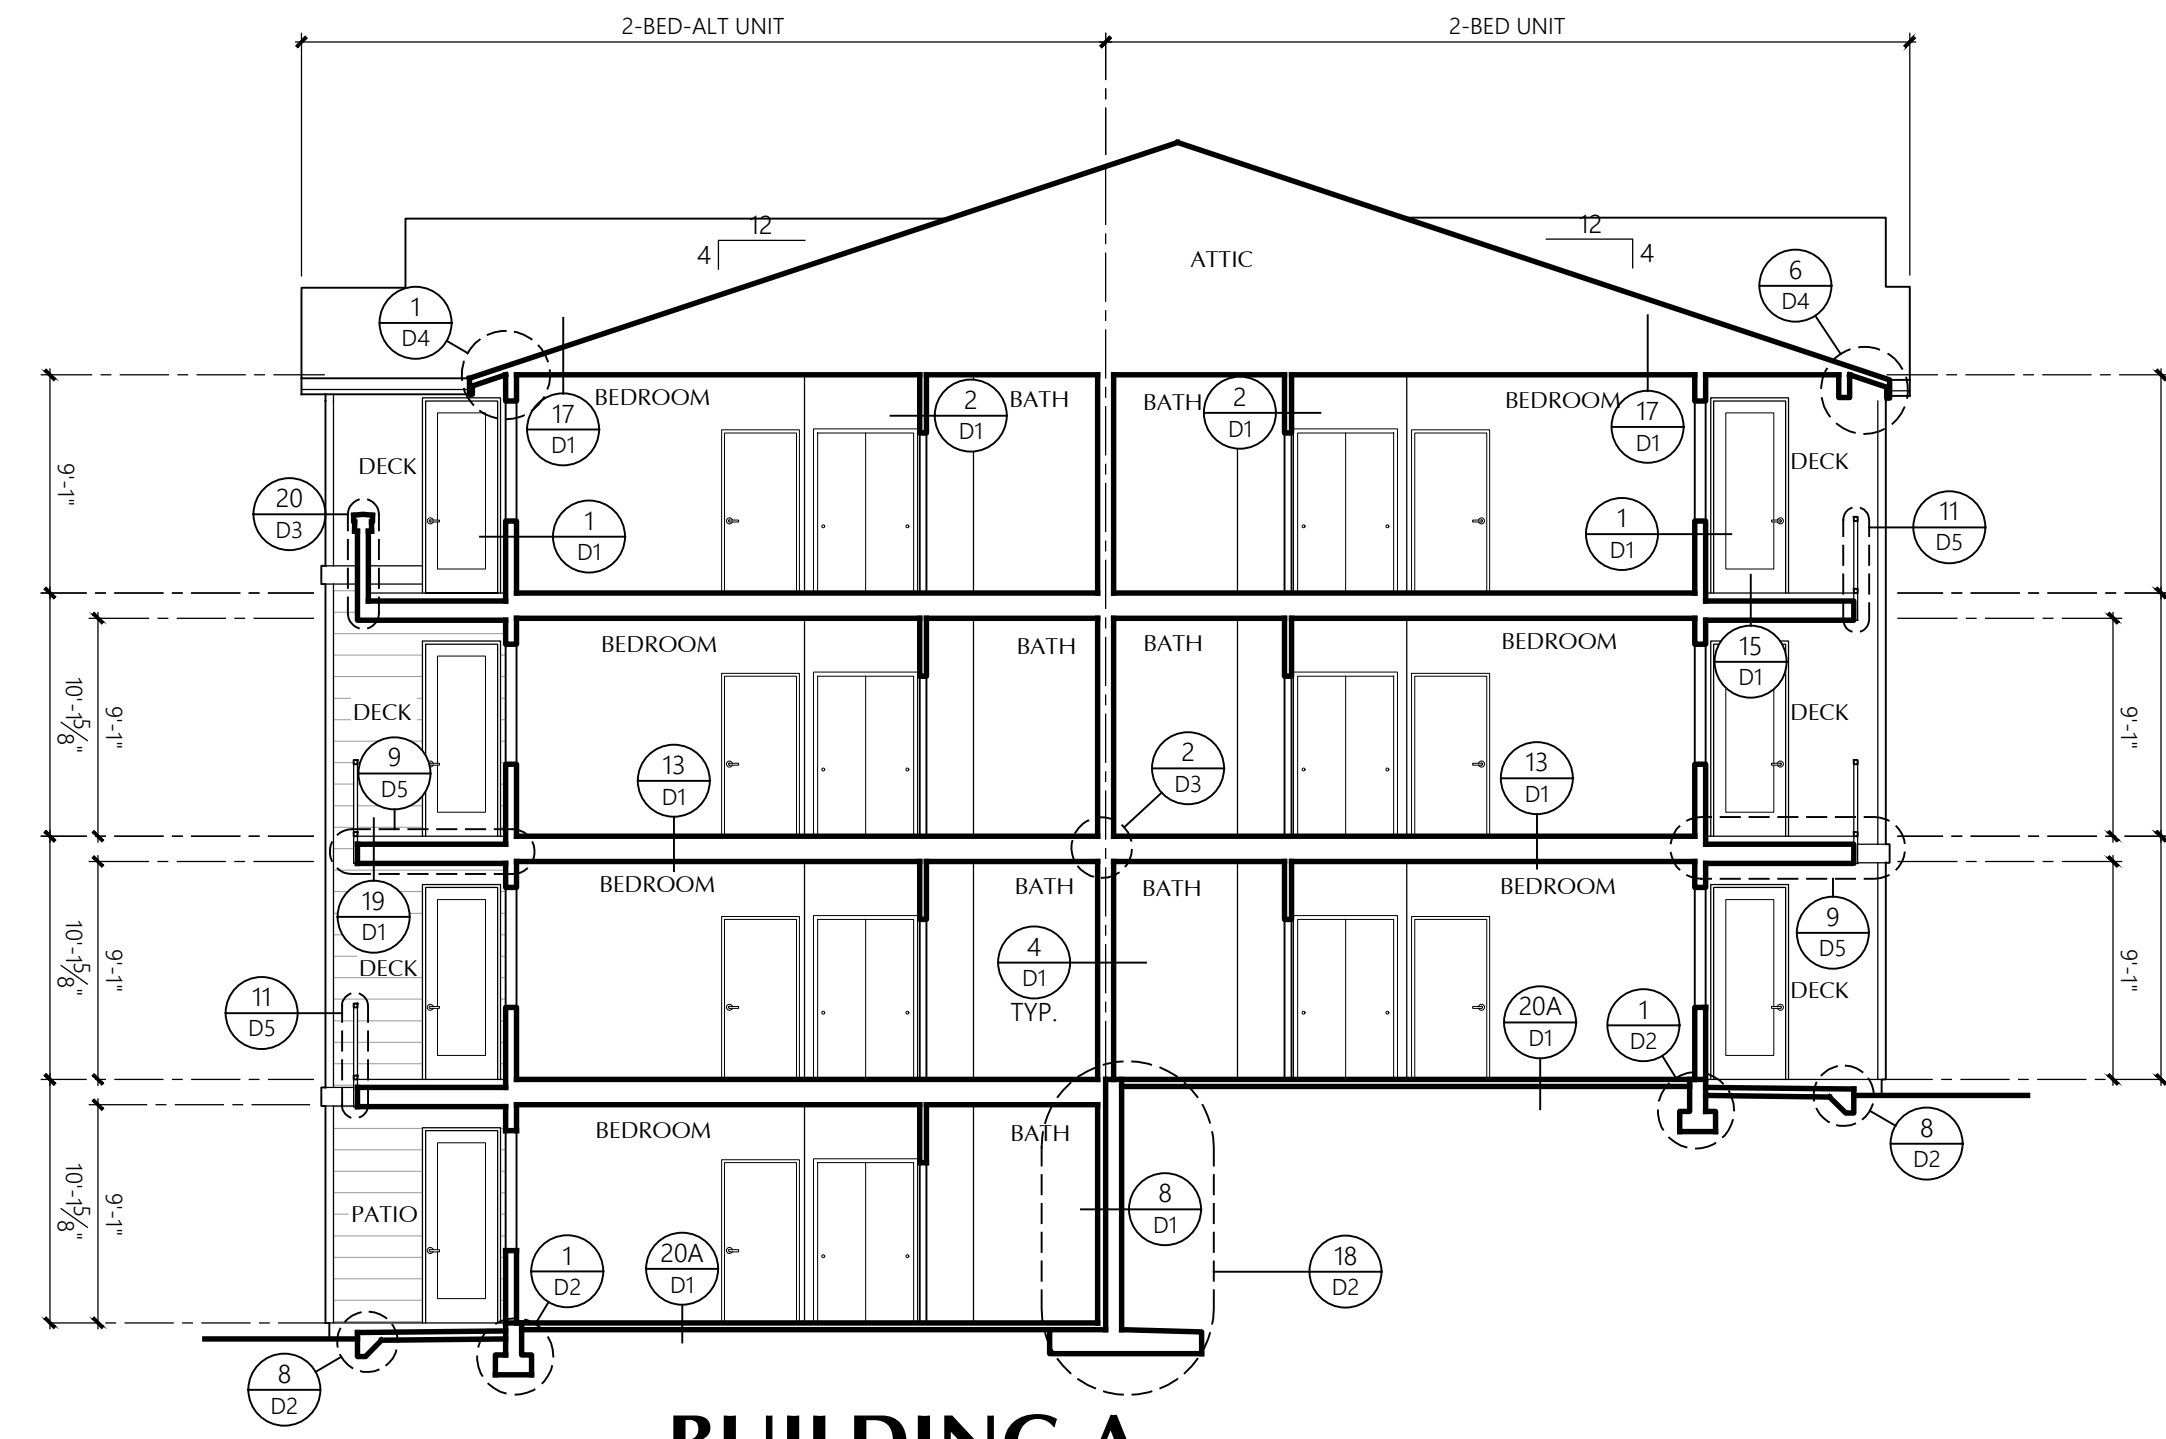 2-BED-ALT UNIT
2-BED UNIT
12
4
12
4
ATTIC
1
D4
6
D4
BEDROOM
2
D1
BATH
BATH
2
D1
BEDROOM
17
D1
17
D1
DECK
DECK
9'-1"
20
D3
1
D1
1
D1
11
D5
BEDROOM
BATH
BATH
BEDROOM
15
D1
DECK
DECK
10'-1 5/8"
9'-1"
9'-1"
9
D5
13
D1
2
D3
13
D1
BEDROOM
BATH
BATH
BEDROOM
19
D1
9
D5
10'-1 5/8"
9'-1"
9'-1"
DECK
4
D1
TYP.
DECK
11
D5
20A
D1
1
D2
BEDROOM
BATH
8
D2
10'-1 5/8"
9'-1"
PATIO
8
D1
1
D2
20A
D1
18
D2
8
D2
BUILDING A